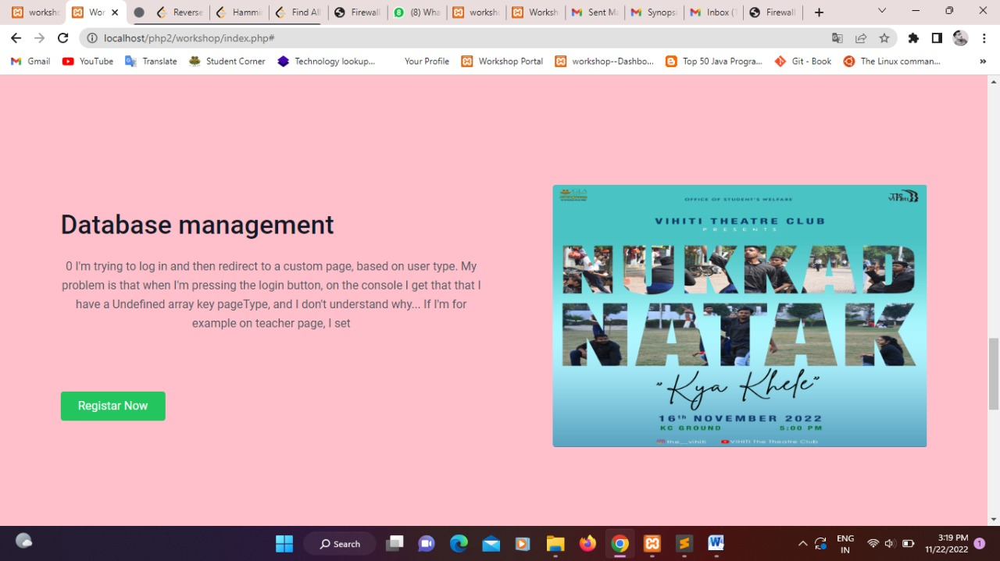 worksho
Wor
Reverse
Hammi
Find All
Firewall
(8) Wha
worksh
Worksh
Sent Ma
Synopsi
Inbox (1
Firewall
localhost/php2/workshop/index.php#
Gmail
YouTube
Translate
Student Corner
Technology lookup...
Your Profile
Workshop Portal
workshop--Dashbo...
Top 50 Java Progra...
Git - Book
The Linux comman...
»
Database management
0 I'm trying to log in and then redirect to a custom page, based on user type. My
problem is that when I'm pressing the login button, on the console I get that that I
have a Undefined array key pageType, and I don't understand why... If I'm for
example on teacher page, I set
Registar Now
OFFICE OF STUDENT'S WELFARE
VIHITI THEATRE CLUB
PRESENTS
NUKKAD
NATAK
"Kya Khele"
16th NOVEMBER 2022
KC GROUND 5:00 PM
the__vihiti VIHITI The Theatre Club
Search
ENG
IN
3:19 PM
11/22/2022
1